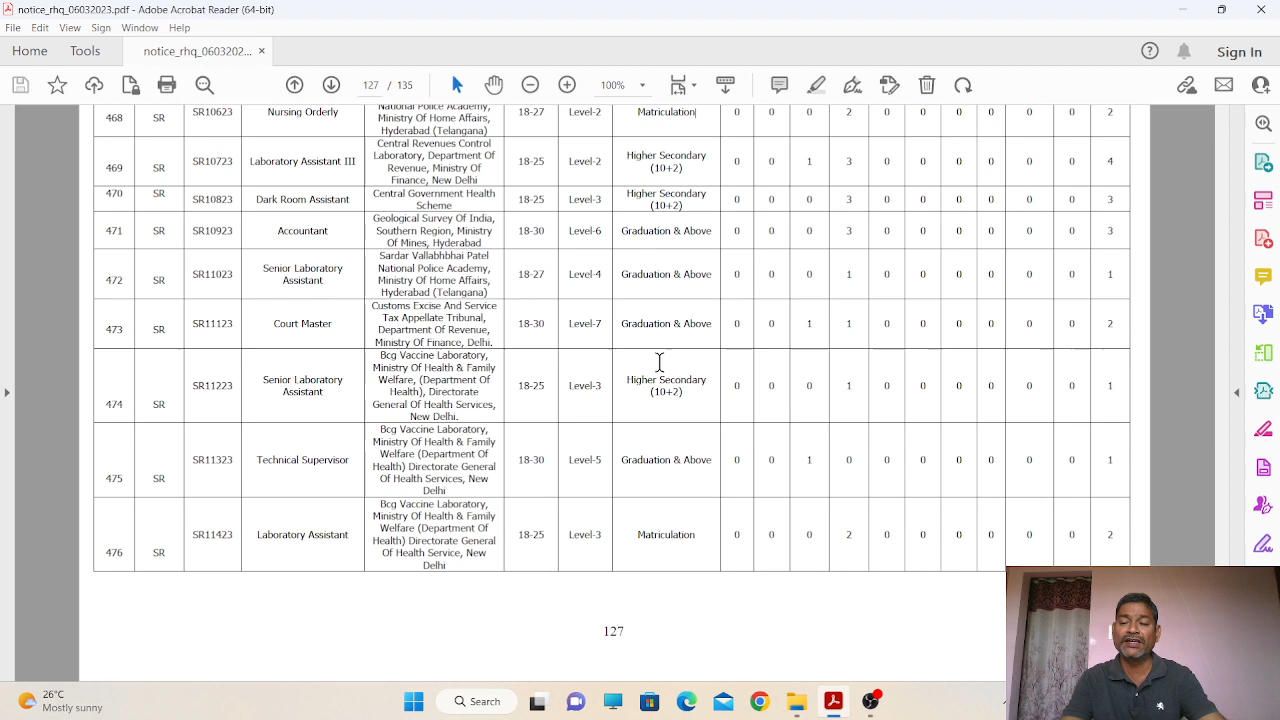 notice_rhq_06032023.pdf - Adobe Acrobat Reader (64-bit)
File Edit View Sign Window Help
Home Tools notice_rhq_0603202... × Sign In
127 / 135 100%
468 SR SR10623 Nursing Orderly National Police Academy, 18-27 Level-2 Matriculation 0 0 0 2 0 0 0 0 0 0 2
Ministry Of Home Affairs,
Hyderabad (Telangana)
469 SR SR10723 Laboratory Assistant III Central Revenues Control 18-25 Level-2 Higher Secondary 0 0 1 3 0 0 0 0 0 0 4
Laboratory, Department Of (10+2)
Revenue, Ministry Of
Finance, New Delhi
470 SR SR10823 Dark Room Assistant Central Government Health 18-25 Level-3 Higher Secondary 0 0 0 3 0 0 0 0 0 0 3
Scheme (10+2)
471 SR SR10923 Accountant Geological Survey Of India, 18-30 Level-6 Graduation & Above 0 0 0 3 0 0 0 0 0 0 3
Southern Region, Ministry
Of Mines, Hyderabad
472 SR SR11023 Senior Laboratory Sardar Vallabhbhai Patel 18-27 Level-4 Graduation & Above 0 0 0 1 0 0 0 0 0 0 1
Assistant National Police Academy,
Ministry Of Home Affairs,
Hyderabad (Telangana)
473 SR SR11123 Court Master Customs Excise And Service 18-30 Level-7 Graduation & Above 0 0 1 1 0 0 0 0 0 0 2
Tax Appellate Tribunal,
Department Of Revenue,
Ministry Of Finance, Delhi.
474 SR SR11223 Senior Laboratory Bcg Vaccine Laboratory, 18-25 Level-3 Higher Secondary 0 0 0 1 0 0 0 0 0 0 1
Assistant Ministry Of Health & Family (10+2)
Welfare, (Department Of
Health), Directorate
General Of Health Services,
New Delhi.
475 SR SR11323 Technical Supervisor Bcg Vaccine Laboratory, 18-30 Level-5 Graduation & Above 0 0 1 0 0 0 0 0 0 0 1
Ministry Of Health & Family
Welfare (Department Of
Health) Directorate General
Of Health Services, New
Delhi
476 SR SR11423 Laboratory Assistant Bcg Vaccine Laboratory, 18-25 Level-3 Matriculation 0 0 0 2 0 0 0 0 0 0 2
Ministry Of Health & Family
Welfare (Department Of
Health) Directorate General
Of Health Service, New
Delhi
127
26°C
Mostly sunny
Search